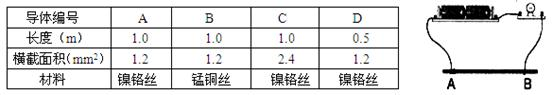 导体编号 A B C D
长度（m） 1.0 1.0 1.0 0.5
横截面积(mm²) 1.2 1.2 2.4 1.2
材料 镍铬丝 锰铜丝 镍铬丝 镍铬丝
A B